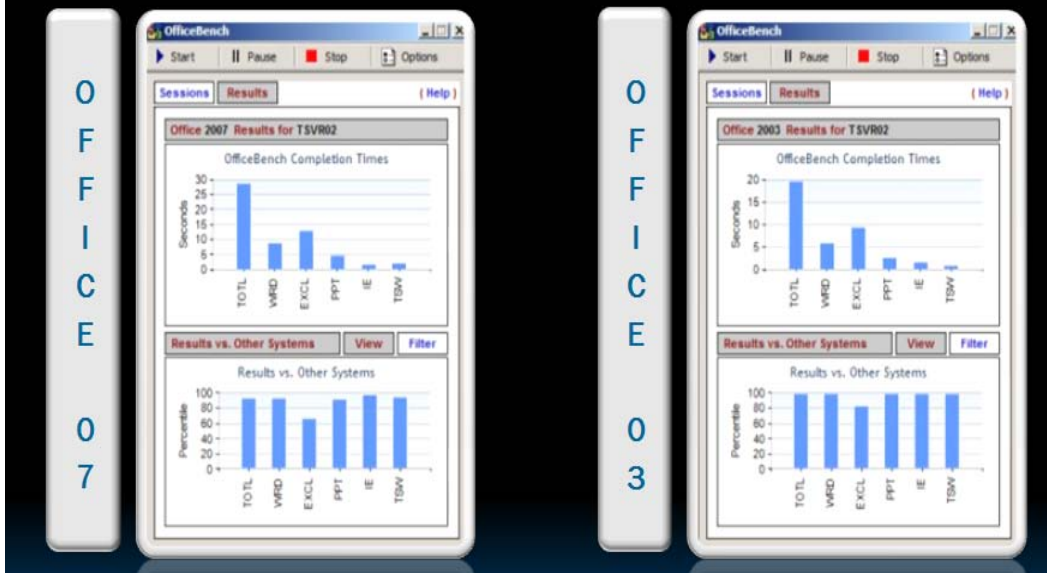 OFFICE 07
OfficeBench
Start Pause Stop Options
Sessions Results (Help)
Office 2007 Results for TSVR02
OfficeBench Completion Times
Seconds
30
25
20
15
10
5
0
TOTL WRD EXCL PPT IE TSW
Results vs. Other Systems View Filter
Results vs. Other Systems
Percentile
100
80
60
40
20
0
TOTL WRD EXCL PPT IE TSW
OFFICE 03
OfficeBench
Start Pause Stop Options
Sessions Results (Help)
Office 2003 Results for TSVR02
OfficeBench Completion Times
Seconds
20
15
10
5
0
TOTL WRD EXCL PPT IE TSW
Results vs. Other Systems View Filter
Results vs. Other Systems
Percentile
100
80
60
40
20
0
TOTL WRD EXCL PPT IE TSW